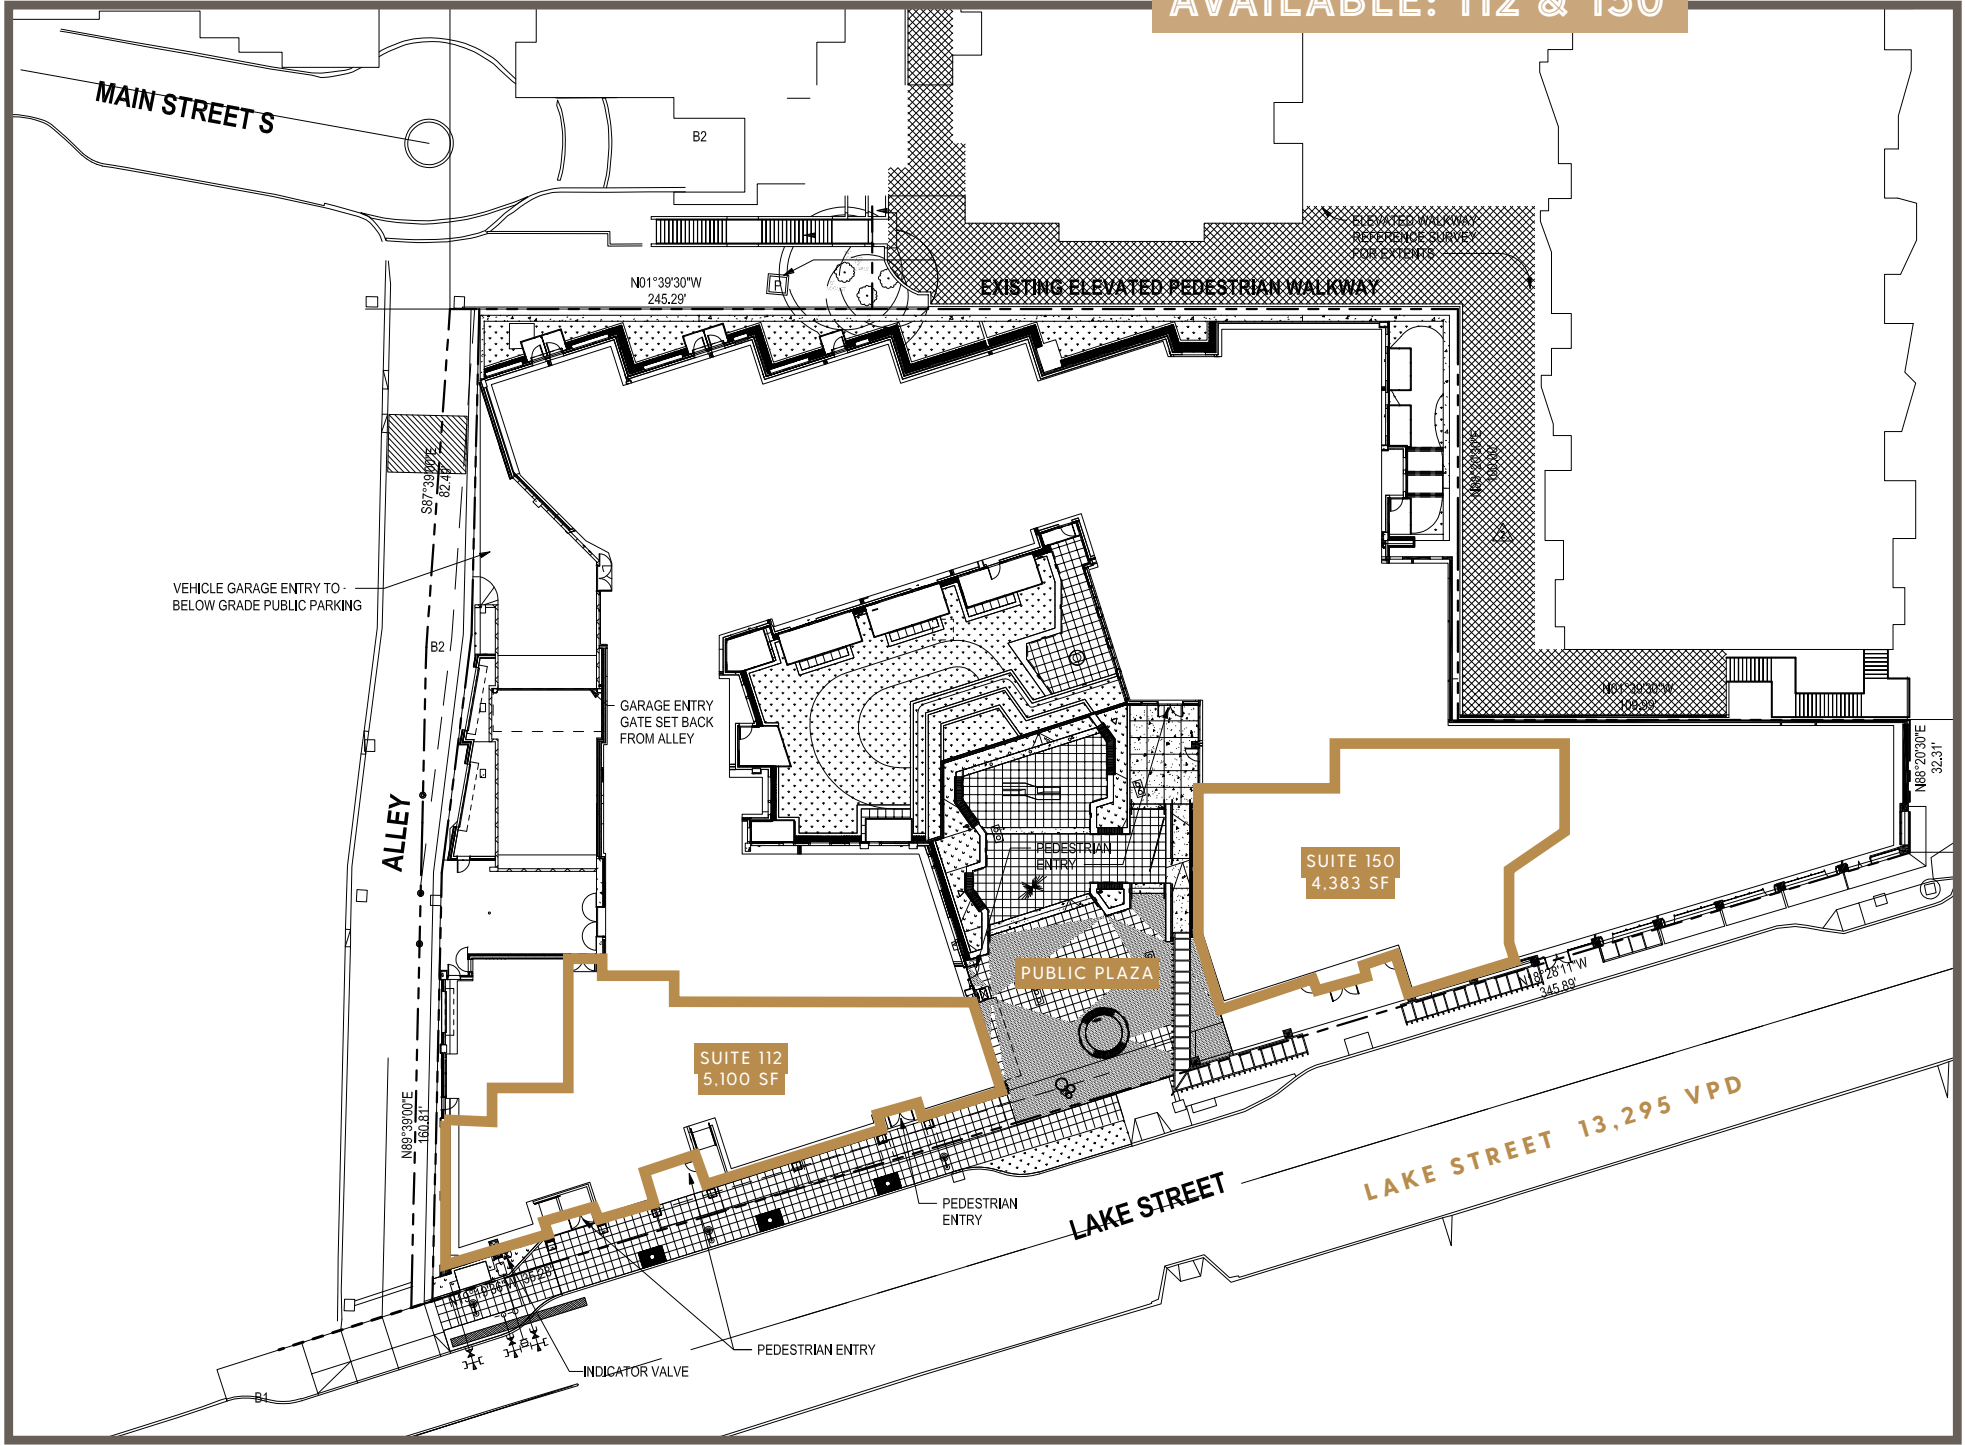 AVAILABLE: 112 & 150
MAIN STREET S
B2
ELEVATED WALKWAY
REFERENCE SURVEY
FOR EXTENTS
N01°39'30"W
245.29'
P
EXISTING ELEVATED PEDESTRIAN WALKWAY
S87°39'00"E
VEHICLE GARAGE ENTRY TO
BELOW GRADE PUBLIC PARKING
B2
GARAGE ENTRY
GATE SET BACK
FROM ALLEY
N01°39'30"W
109.99'
N88°20'30"E
32.31'
ALLEY
PEDESTRIAN
ENTRY
SUITE 150
4,383 SF
PUBLIC PLAZA
N18°28'11"W
345.89'
SUITE 112
5,100 SF
N89°39'00"E
160.81'
LAKE STREET 13,295 VPD
PEDESTRIAN
ENTRY
LAKE STREET
PEDESTRIAN ENTRY
INDICATOR VALVE
B1